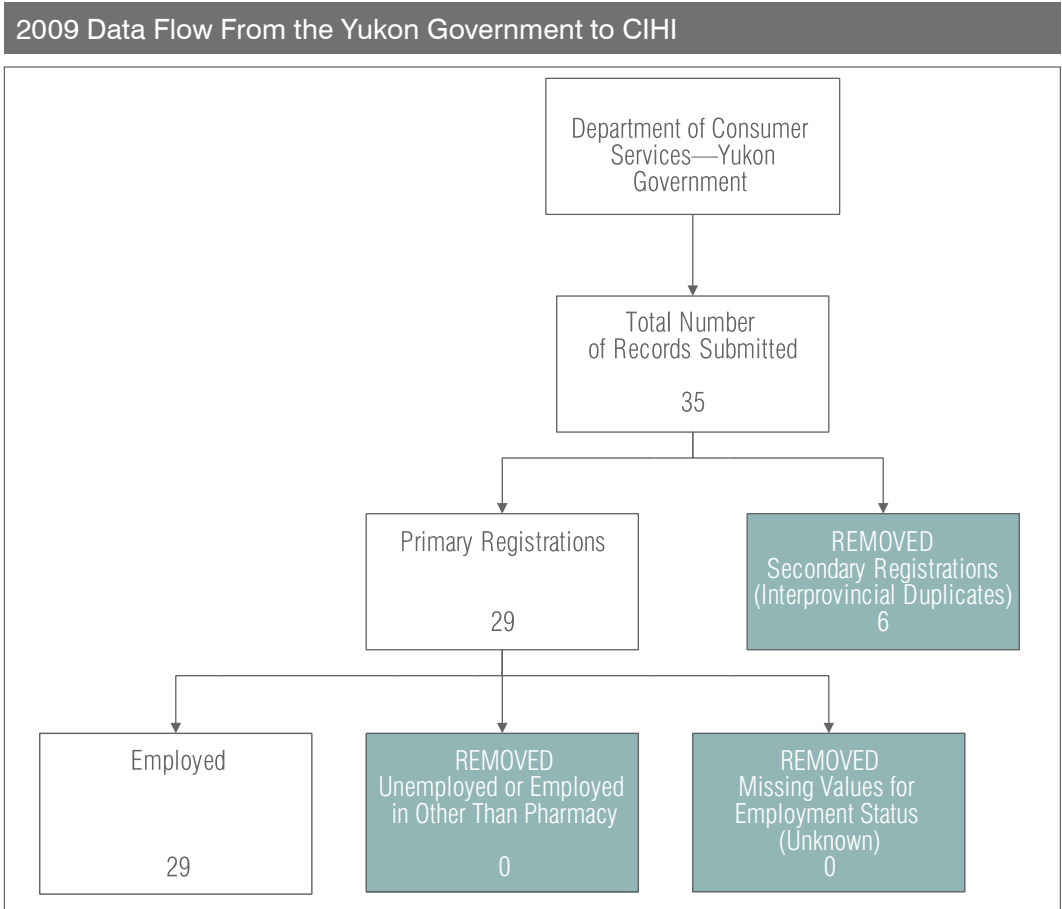 2009 Data Flow From the Yukon Government to CIHI
Department of Consumer
Services—Yukon
Government
Total Number
of Records Submitted
35
Primary Registrations
29
REMOVED
Secondary Registrations
(Interprovincial Duplicates)
6
Employed
29
REMOVED
Unemployed or Employed
in Other Than Pharmacy
0
REMOVED
Missing Values for
Employment Status
(Unknown)
0